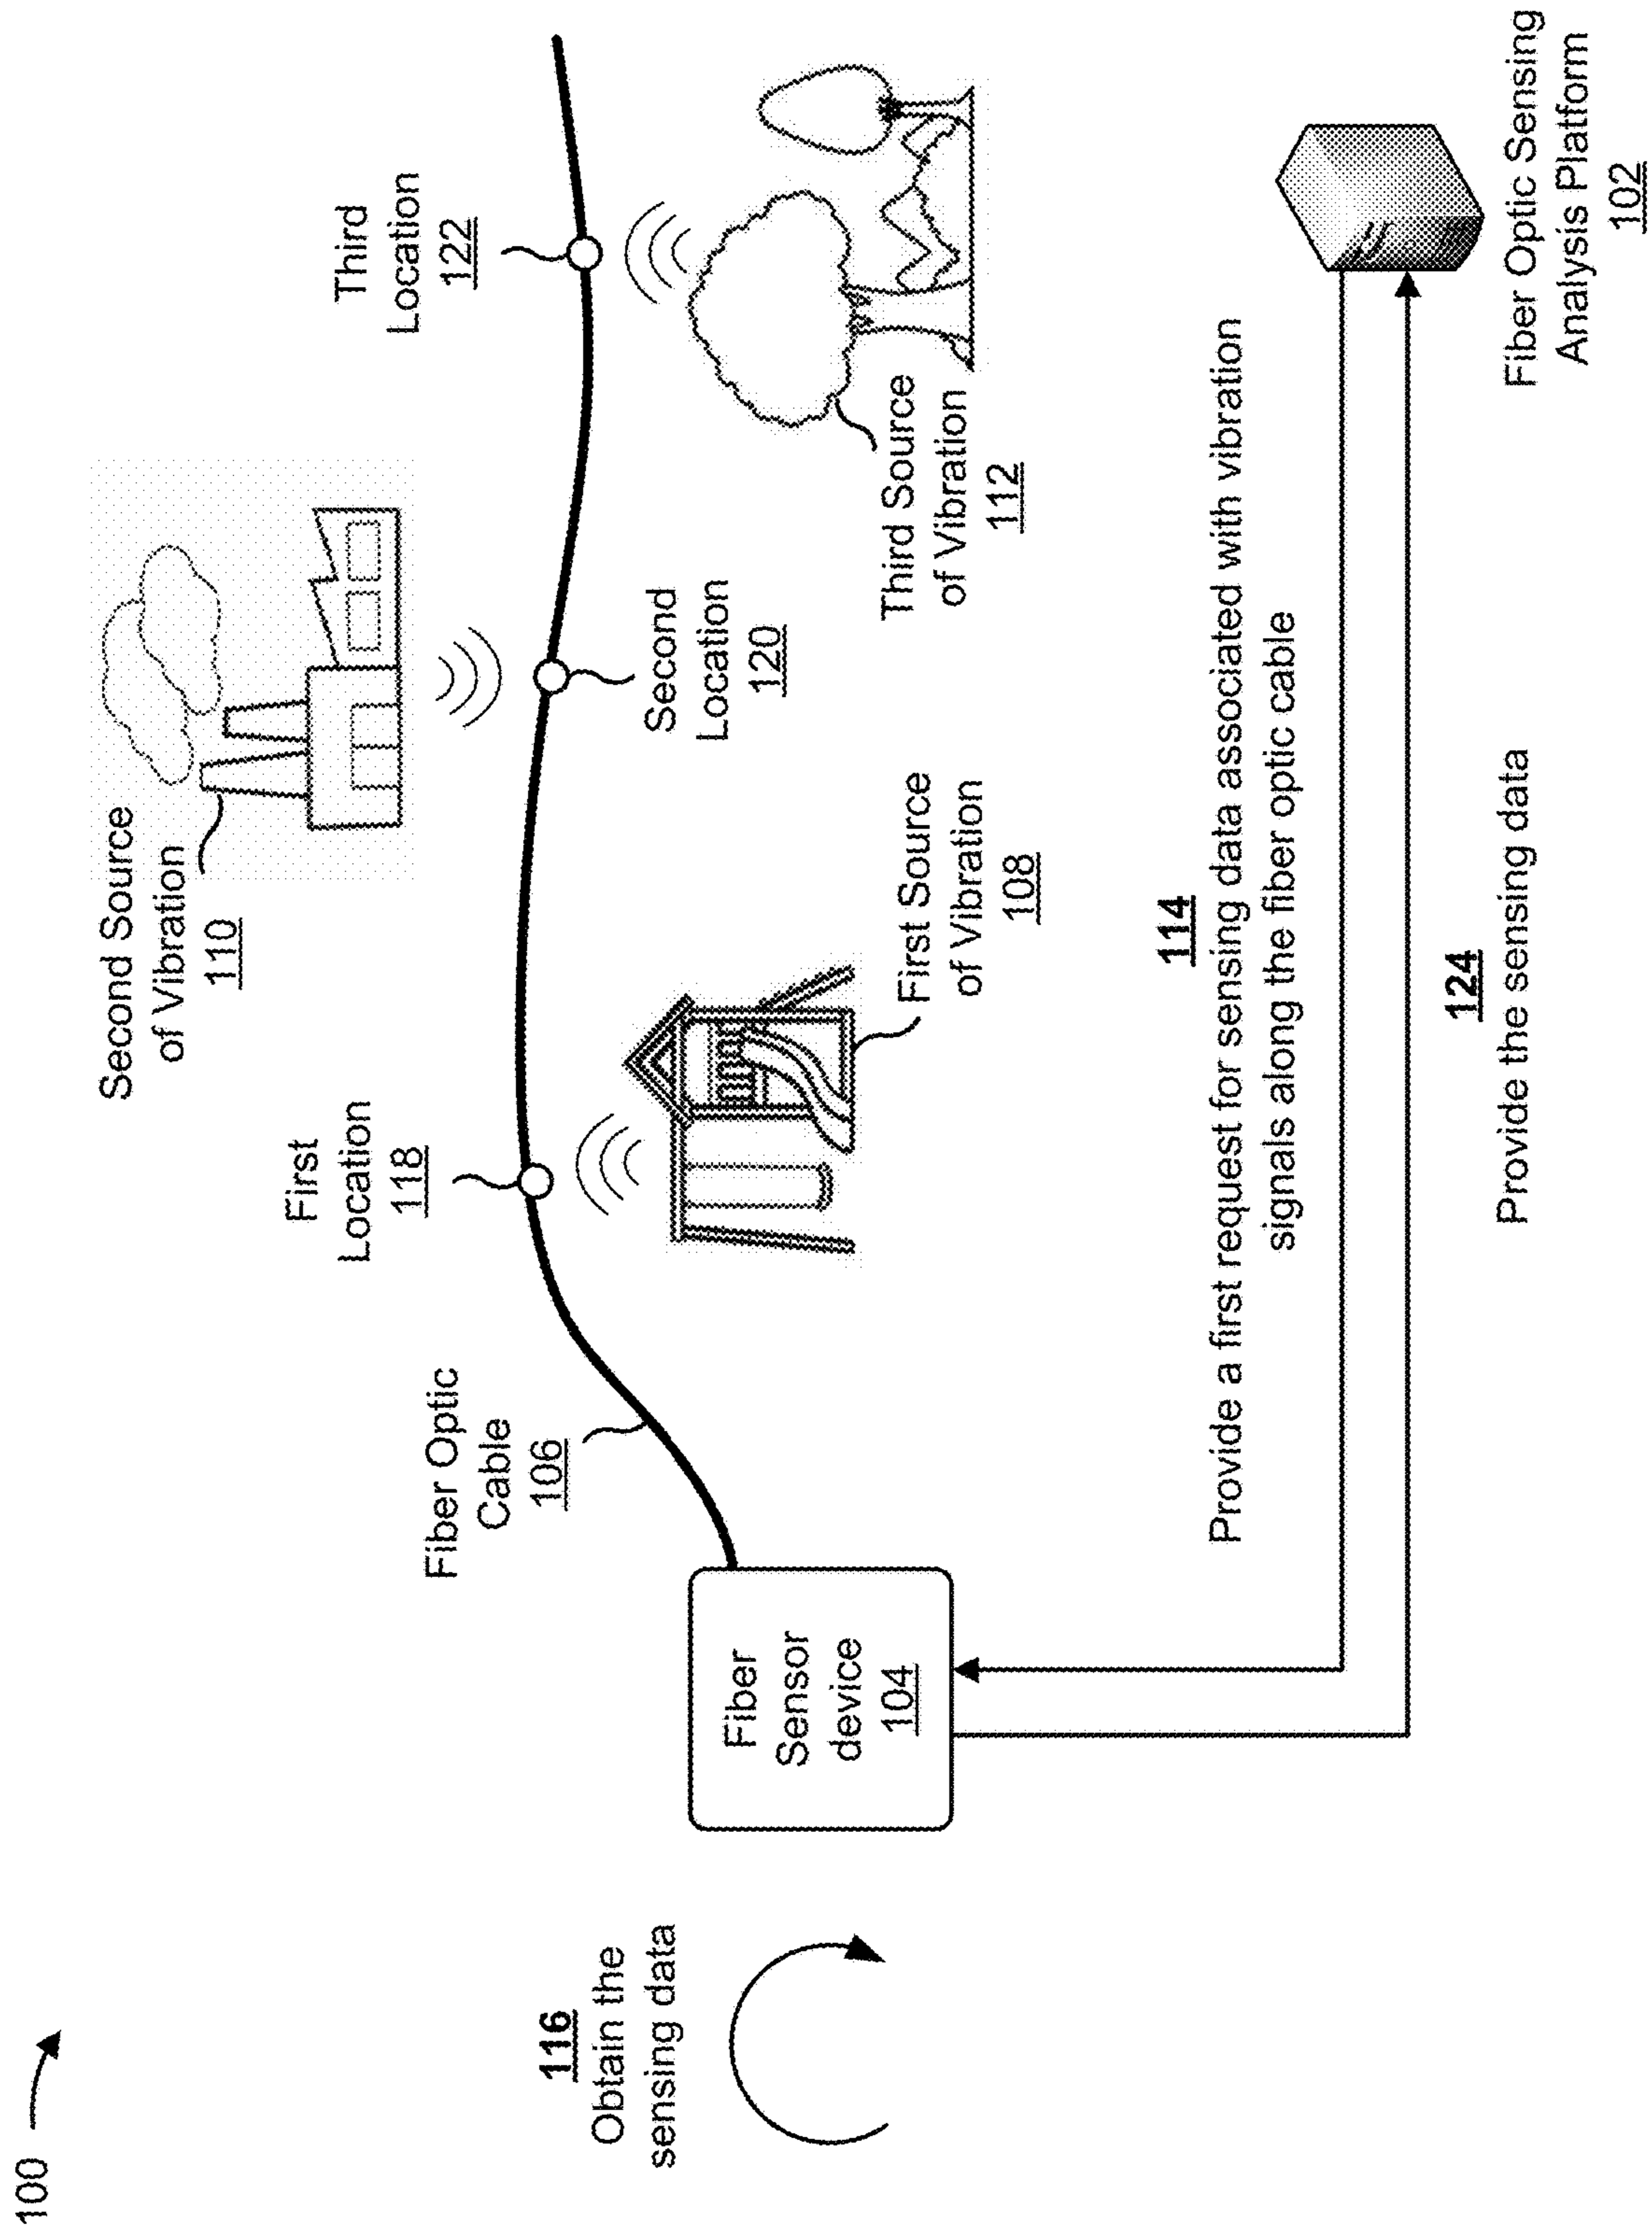 100
116
Obtain the
sensing data
Fiber
Sensor
device
104
Fiber Optic
Cable
106
First
Location
118
First Source
of Vibration
108
Second Source
of Vibration
110
Second
Location
120
Third
Location
122
Third Source
of Vibration
112
114
Provide a first request for sensing data associated with vibration
signals along the fiber optic cable
124
Provide the sensing data
Fiber Optic Sensing
Analysis Platform
102